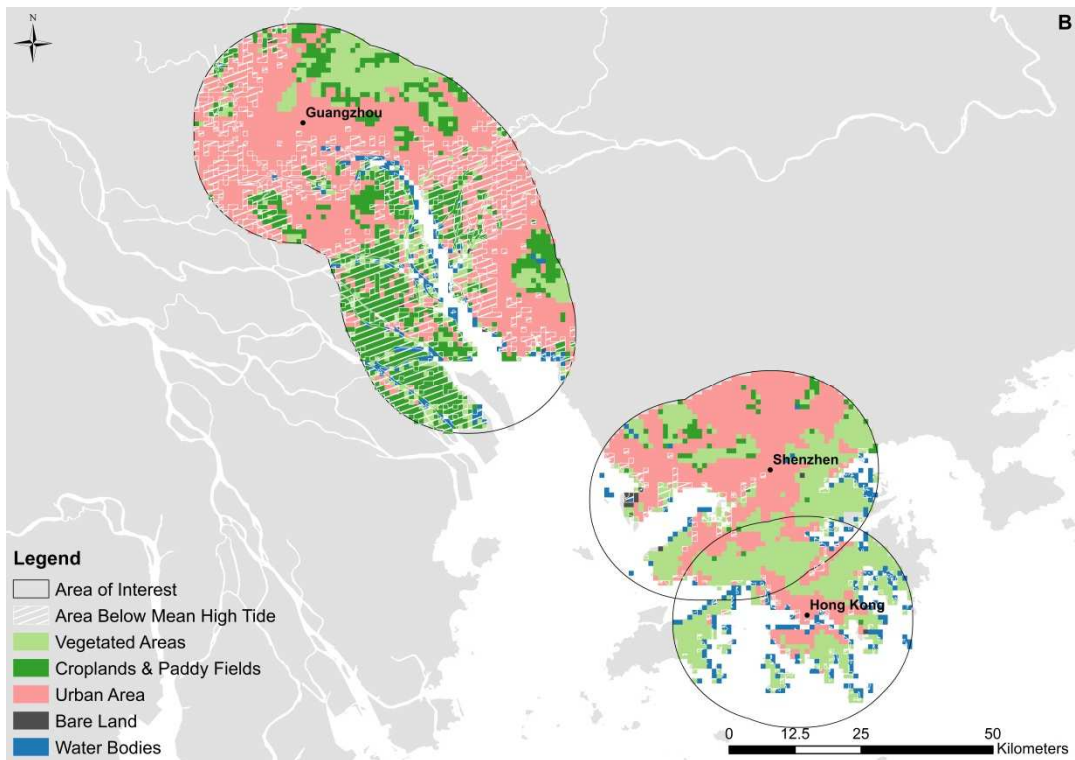 N
B
Guangzhou
Shenzhen
Hong Kong
Legend
Area of Interest
Area Below Mean High Tide
Vegetated Areas
Croplands & Paddy Fields
Urban Area
Bare Land
Water Bodies
0 12.5 25 50
Kilometers